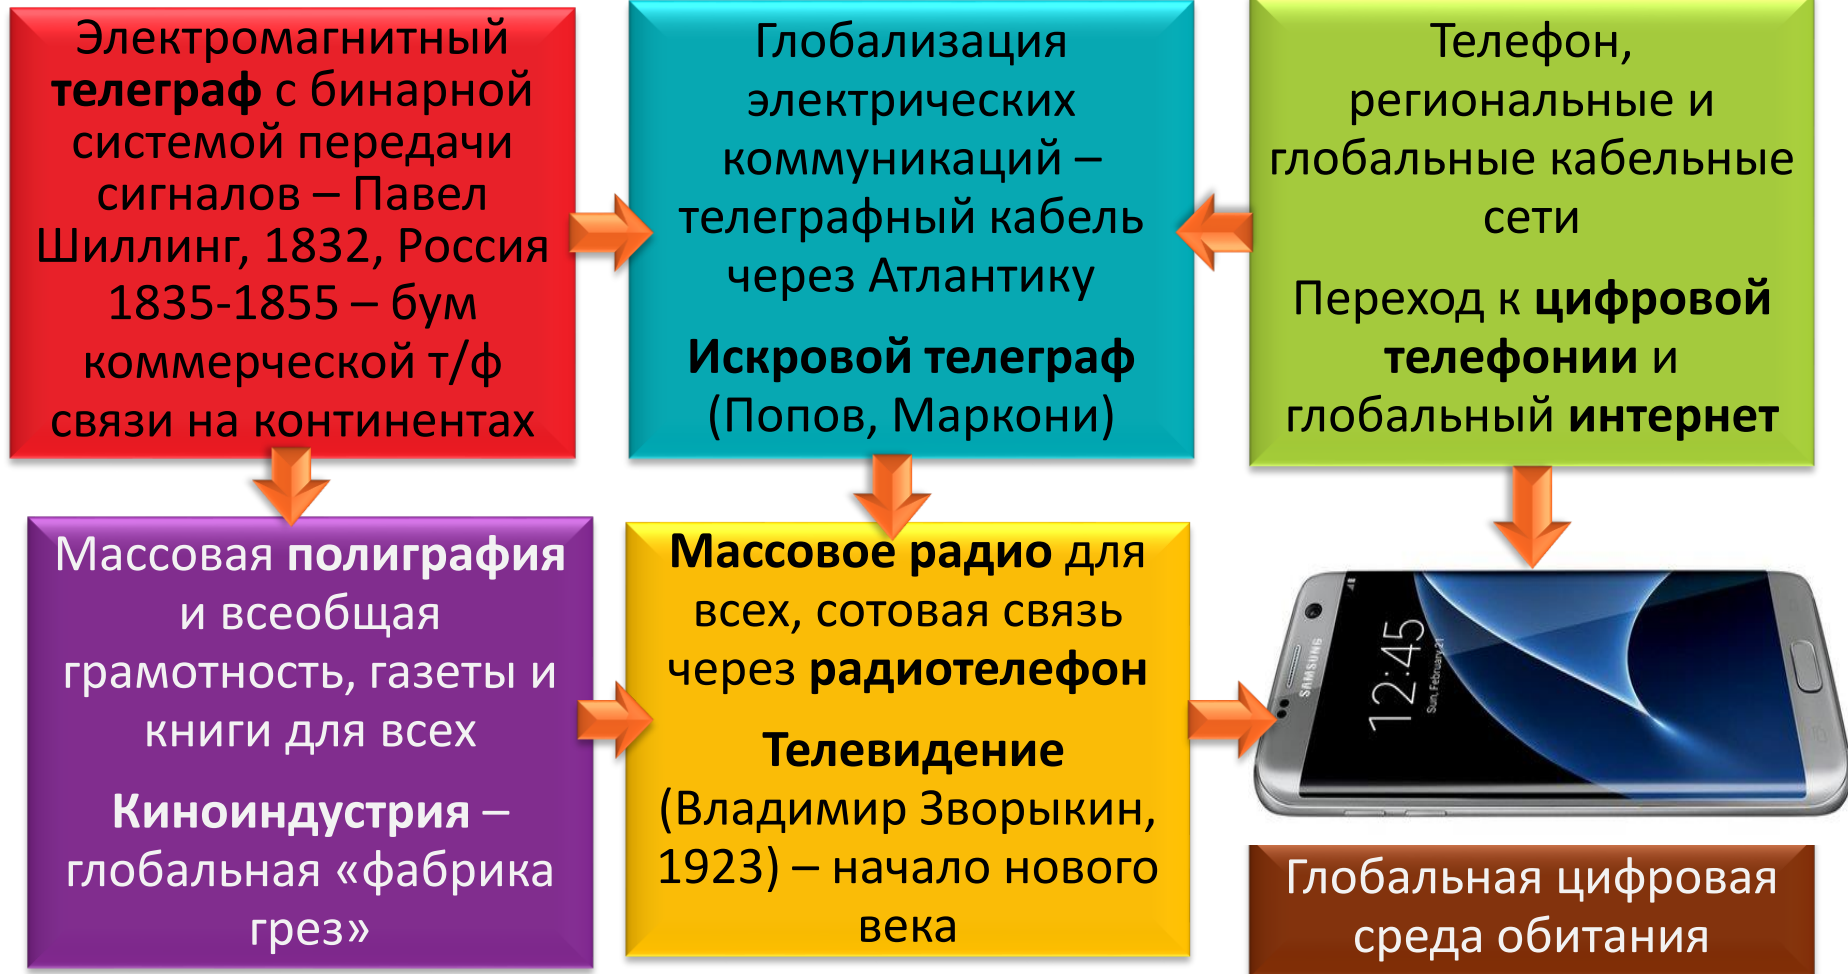 Электромагнитный
телеграф с бинарной
системой передачи
сигналов – Павел
Шиллинг, 1832, Россия
1835-1855 – бум
коммерческой т/ф
связи на континентах
Глобализация
электрических
коммуникаций –
телеграфный кабель
через Атлантику
Искровой телеграф
(Попов, Маркони)
Телефон,
региональные и
глобальные кабельные
сети
Переход к цифровой
телефонии и
глобальный интернет
Массовая полиграфия
и всеобщая
грамотность, газеты и
книги для всех
Киноиндустрия –
глобальная «фабрика
грез»
Массовое радио для
всех, сотовая связь
через радиотелефон
Телевидение
(Владимир Зворыкин,
1923) – начало нового
века
SAMSUNG
12:45
Sun, February 21
Глобальная цифровая
среда обитания